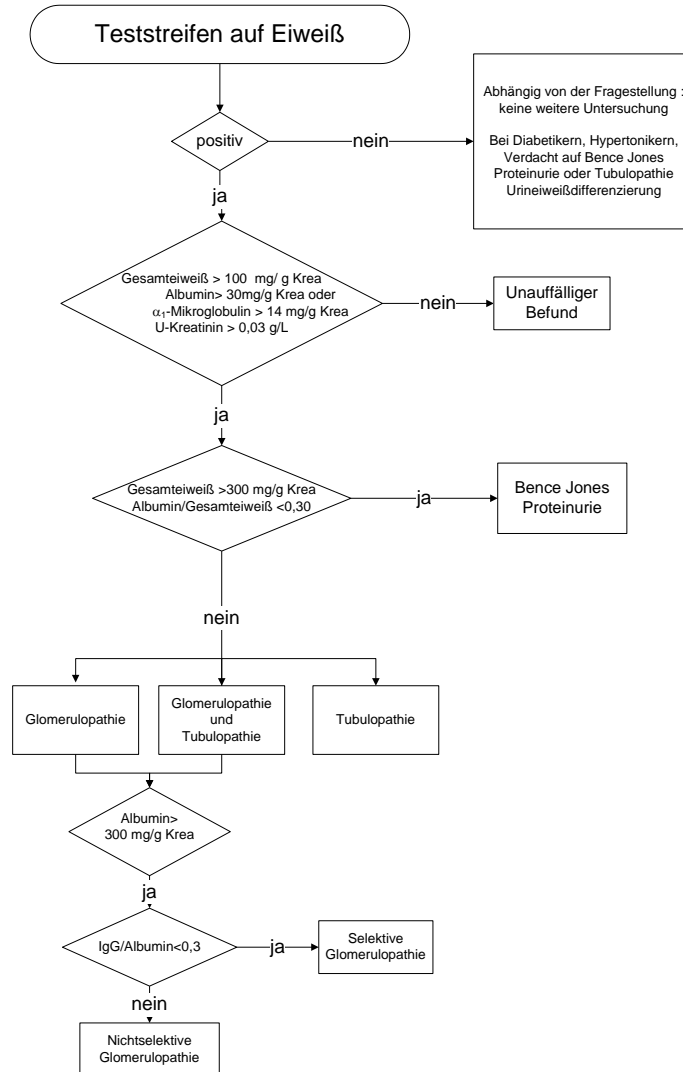 Teststreifen auf Eiweiß
Abhängig von der Fragestellung :
keine weitere Untersuchung
Bei Diabetikern, Hypertonikern,
Verdacht auf Bence Jones
Proteinurie oder Tubulopathie
Urineiweißdifferenzierung
positiv
nein
ja
Gesamteiweiß > 100 mg/ g Krea
Albumin> 30mg/g Krea oder
α1-Mikroglobulin > 14 mg/g Krea
U-Kreatinin > 0,03 g/L
nein
Unauffälliger
Befund
ja
Gesamteiweiß >300 mg/g Krea
Albumin/Gesamteiweiß <0,30
ja
Bence Jones
Proteinurie
nein
Glomerulopathie
Glomerulopathie
und
Tubulopathie
Tubulopathie
Albumin>
300 mg/g Krea
ja
IgG/Albumin<0,3
ja
Selektive
Glomerulopathie
nein
Nichtselektive
Glomerulopathie